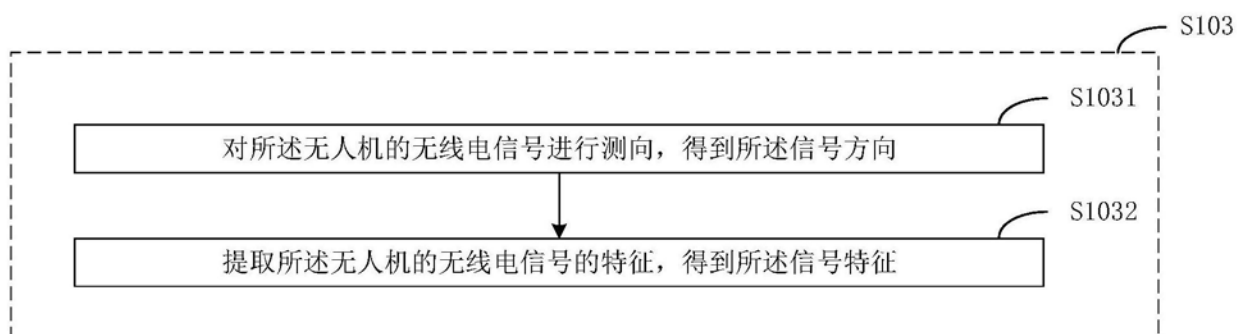 S103
S1031
对所述无人机的无线电信号进行测向，得到所述信号方向
S1032
提取所述无人机的无线电信号的特征，得到所述信号特征